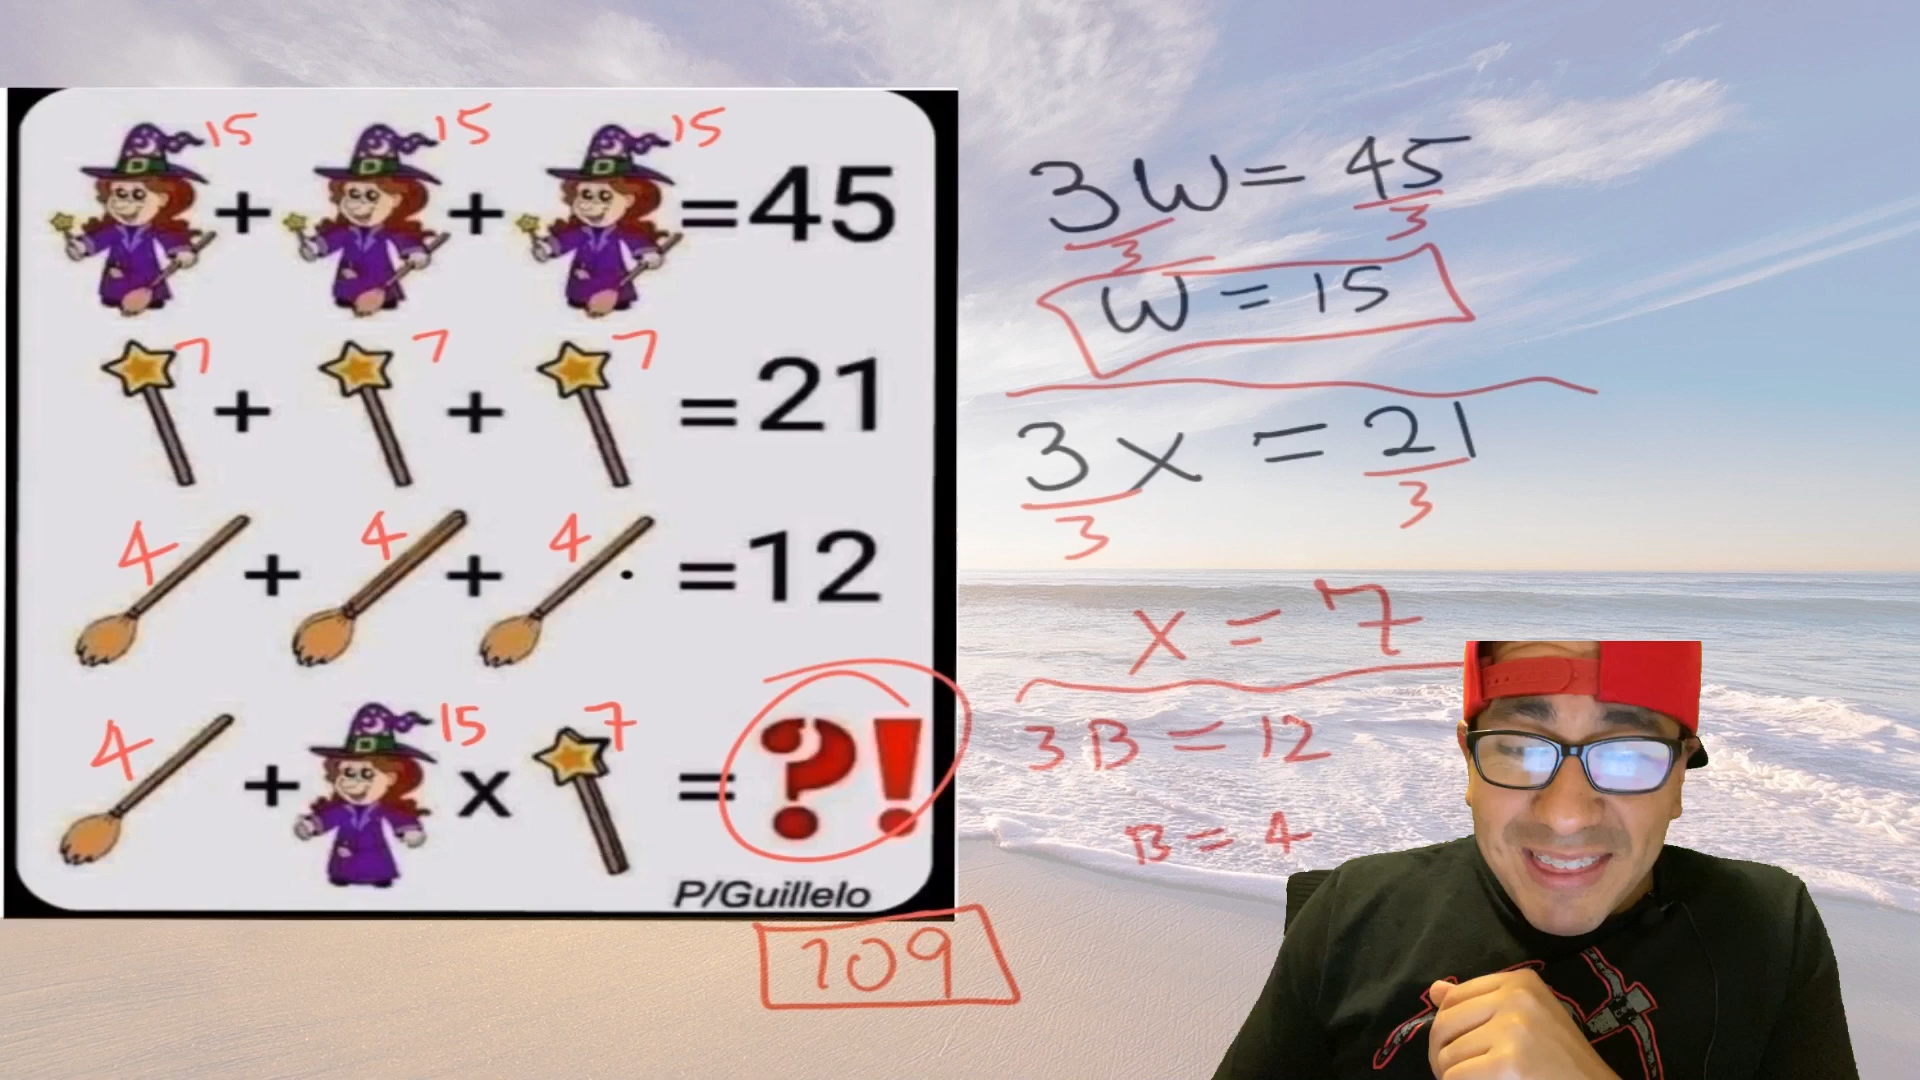 15 15 15
+ + =45
7 7 7
+ + =21
4 4 4
+ + =12
4 15 7
+ x = ?!
P/Guillelo
109
3W = 45
3 3
W = 15
3x = 21
3 3
x = 7
3B = 12
B = 4